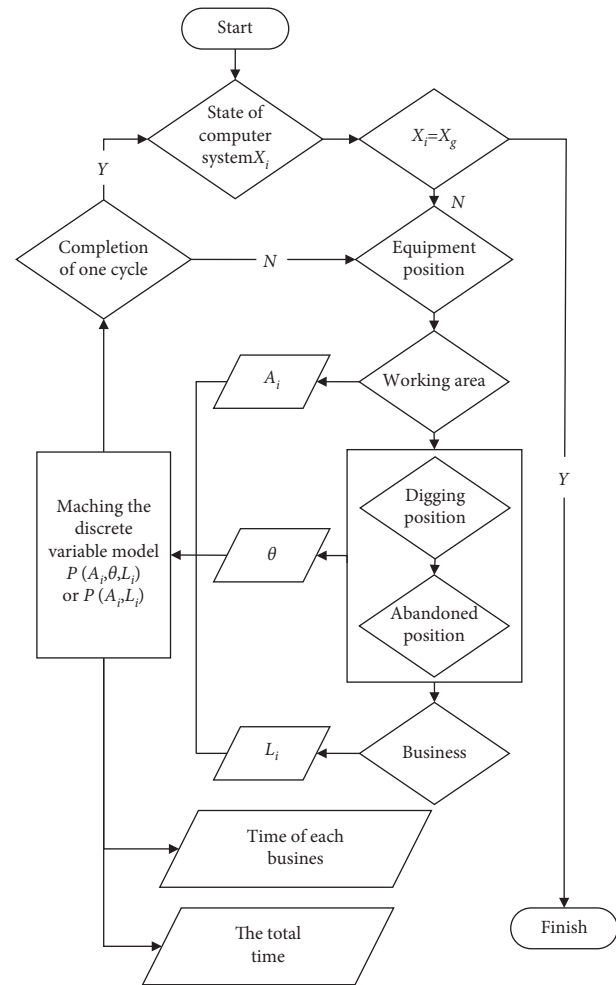 Start
State of
computer
systemXi
Xi=Xg
Y
N
Completion
of one cycle
N
Equipment
position
Ai
Working area
Y
Maching the
discrete
variable model
P (Ai,θ,Li)
or P (Ai,Li)
θ
Digging
position
Abandoned
position
Li
Business
Time of each
busines
The total
time
Finish